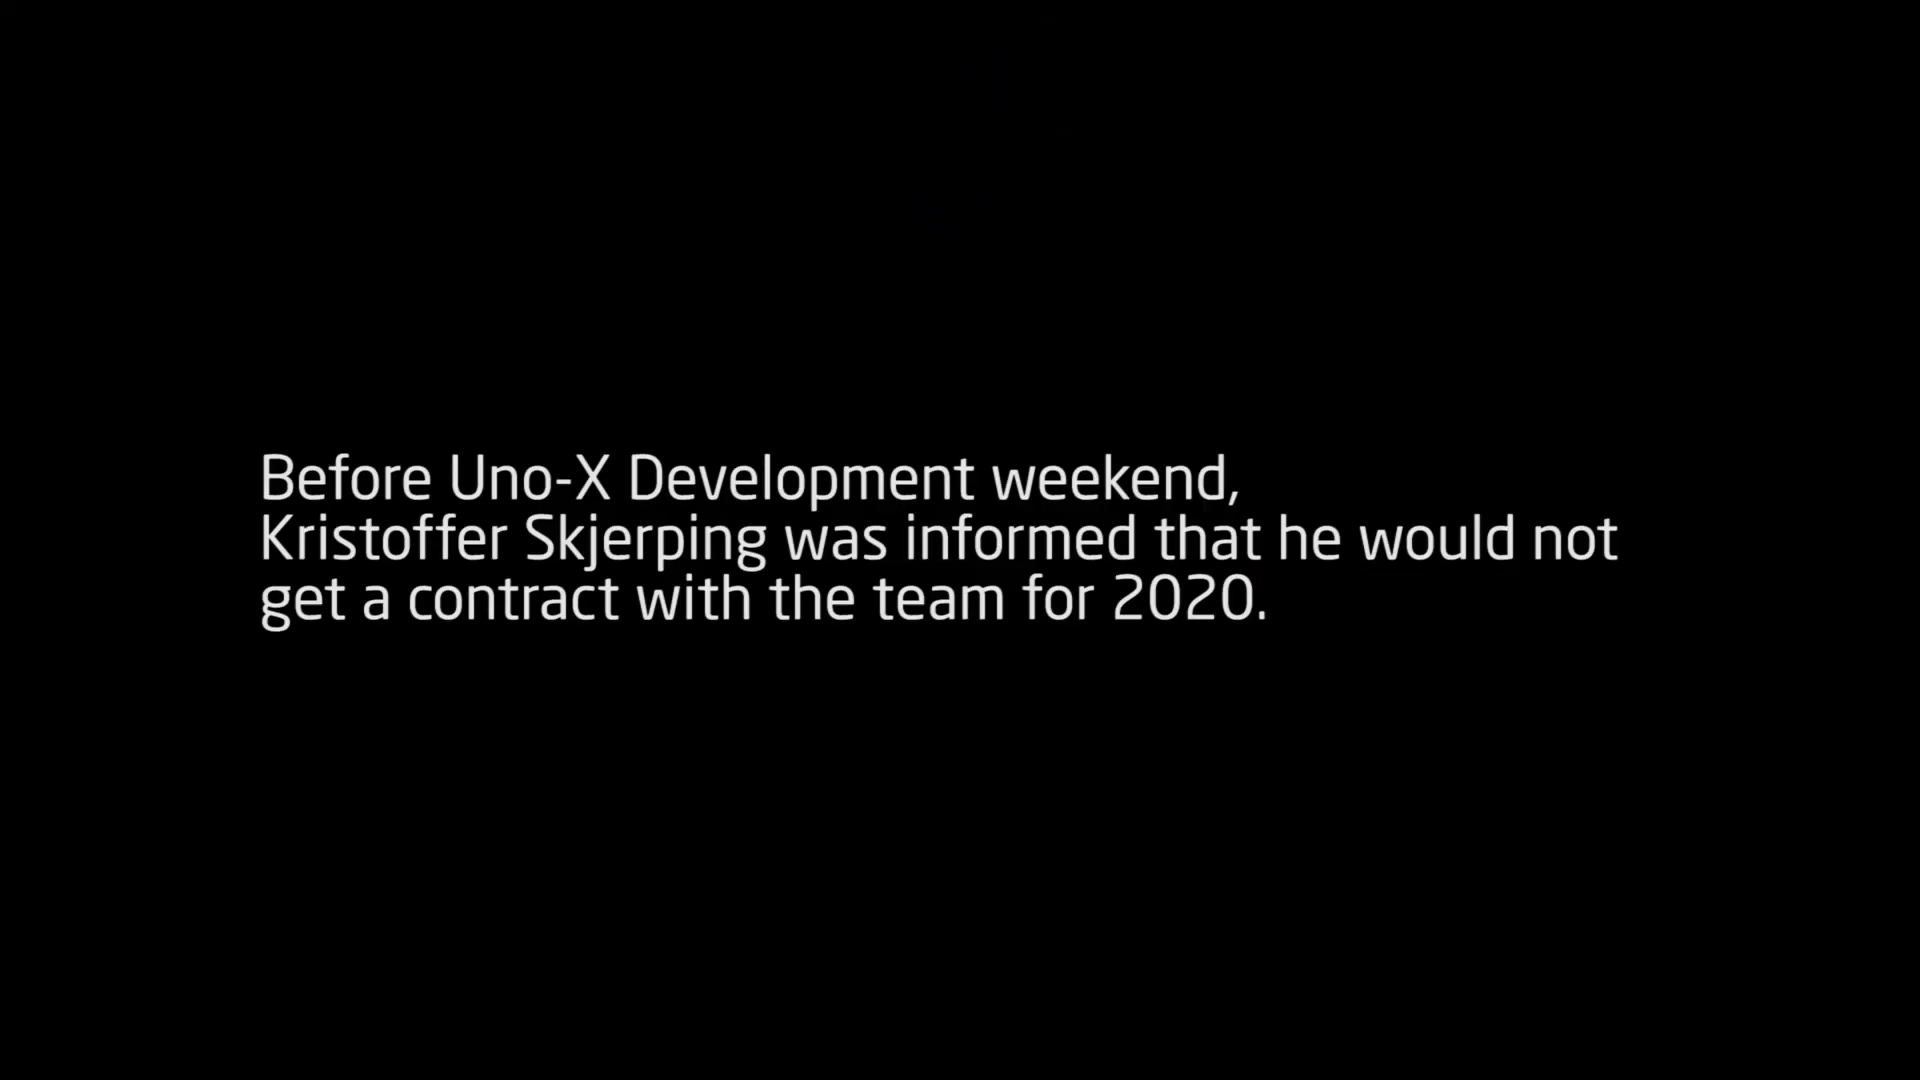 Before Uno-X Development weekend,
Kristoffer Skjerping was informed that he would not
get a contract with the team for 2020.